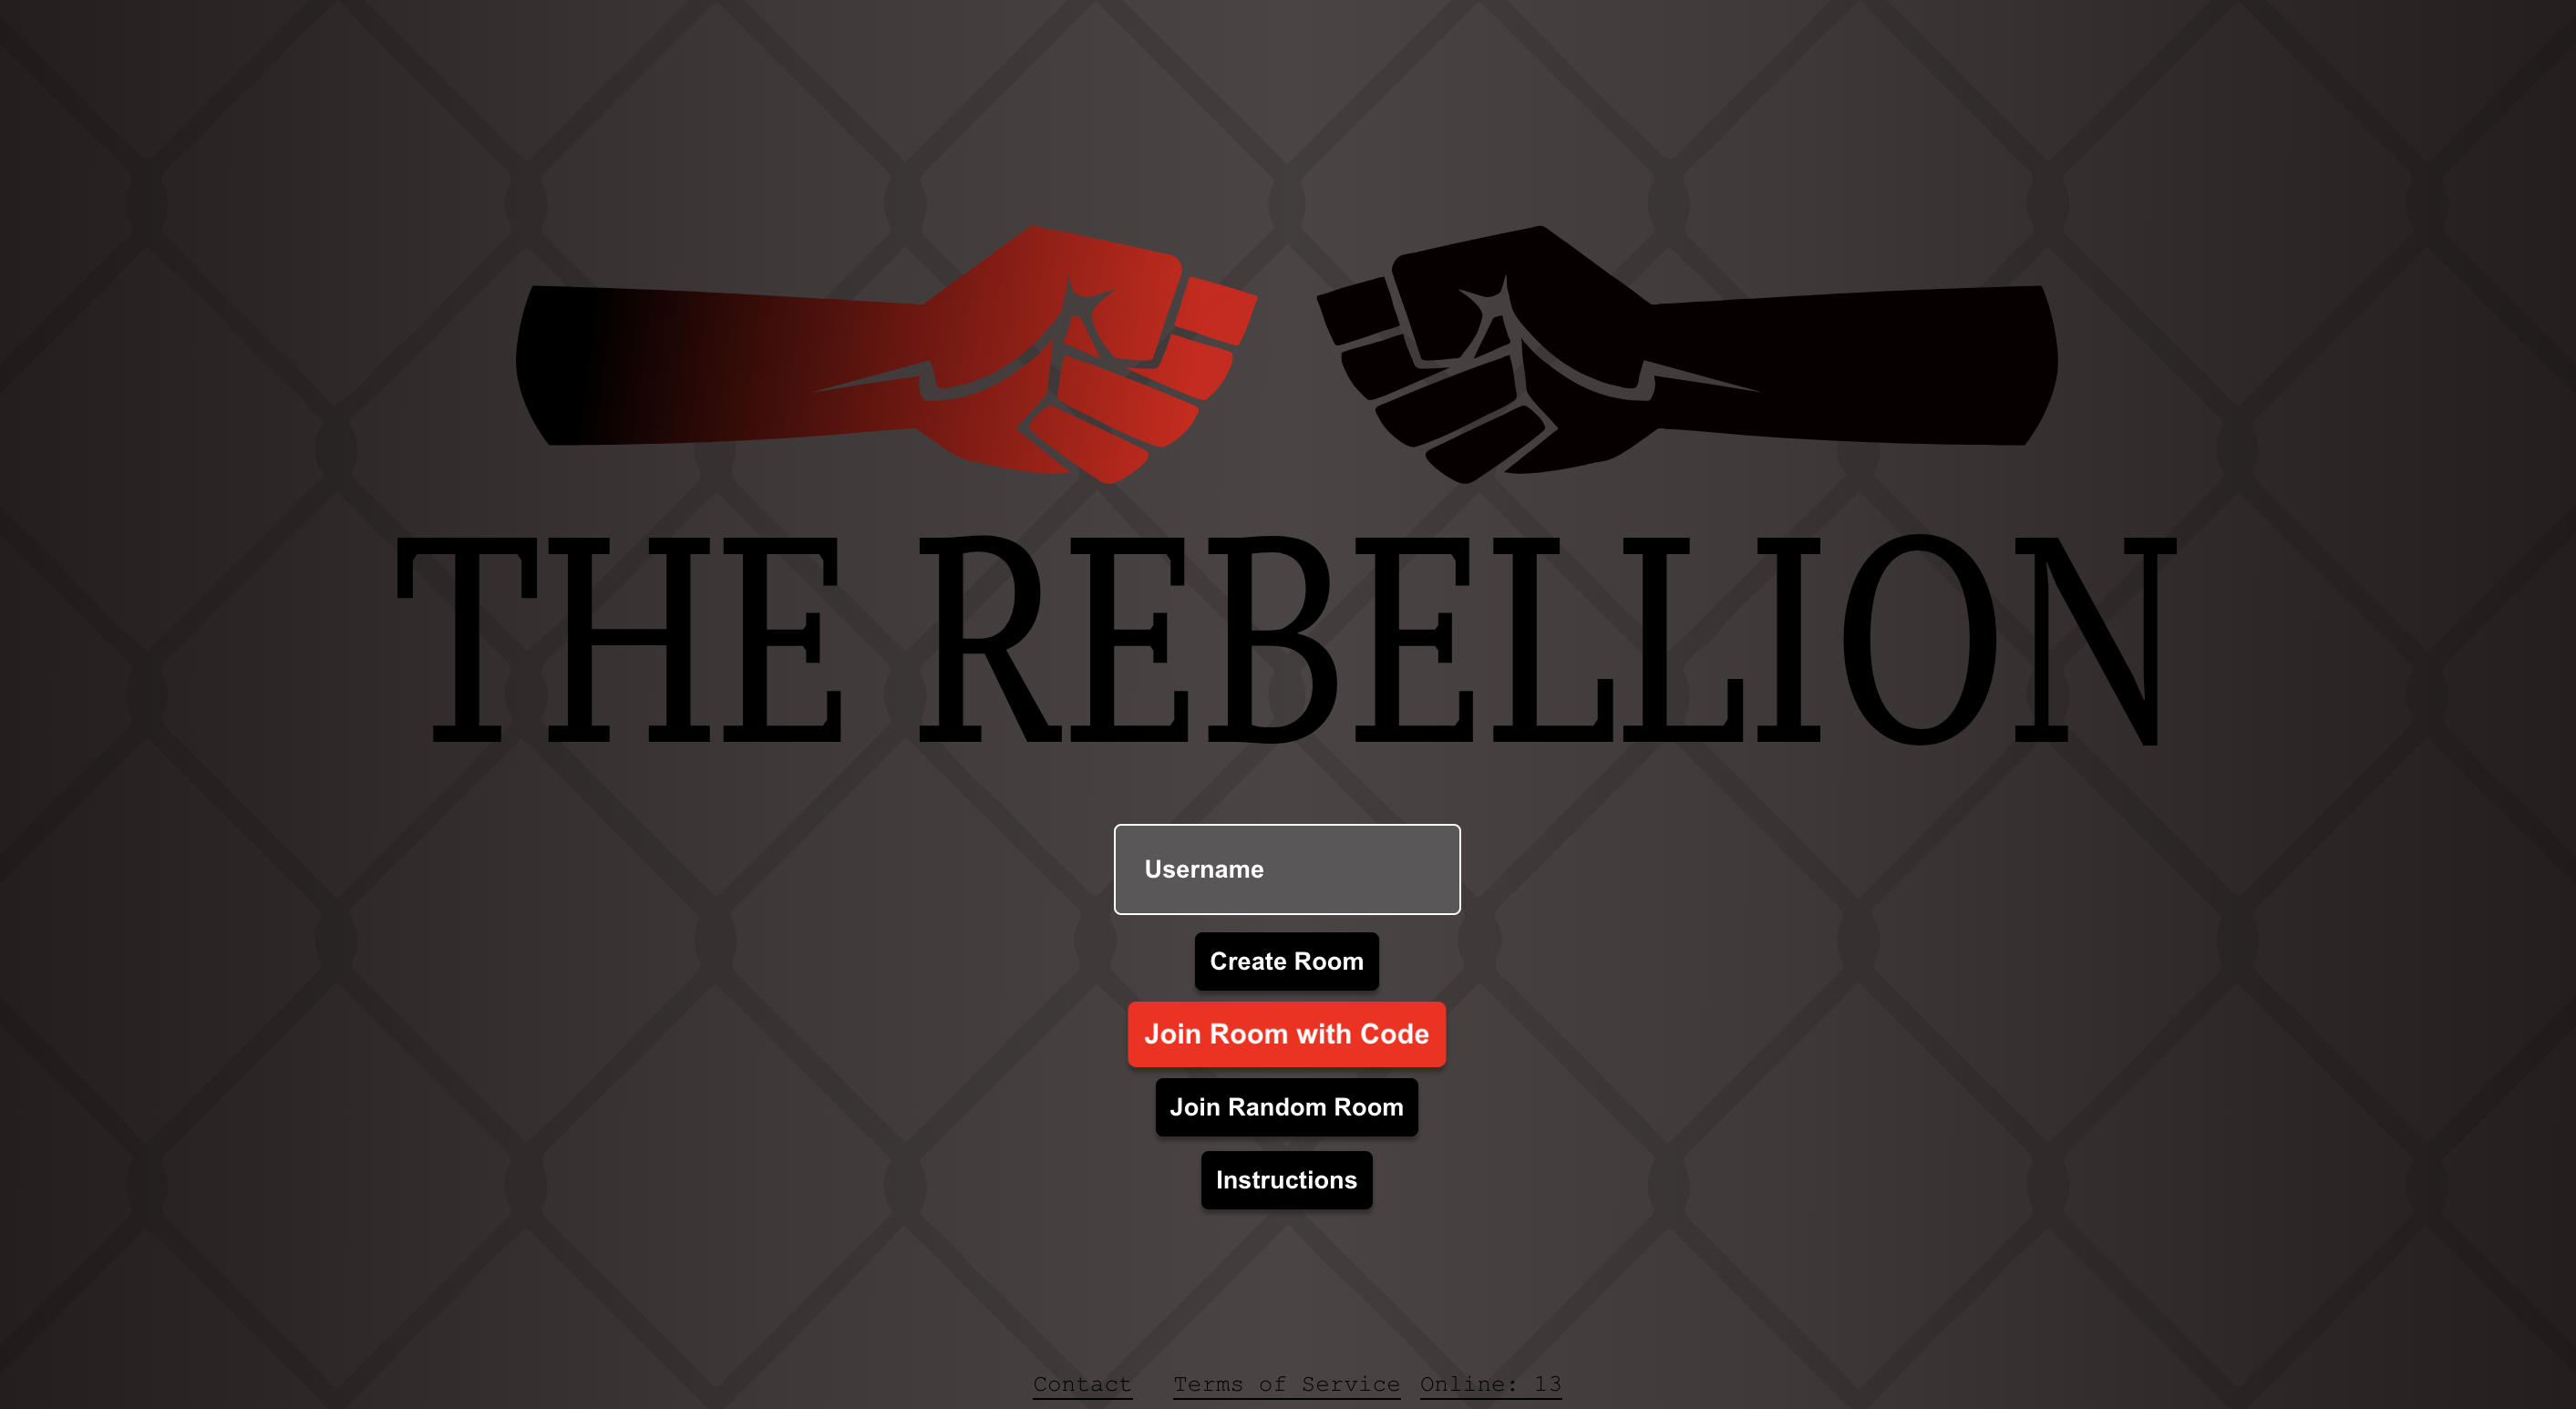 THE REBELLION
Username
Create Room
Join Room with Code
Join Random Room
Instructions
Contact Terms of Service Online: 13